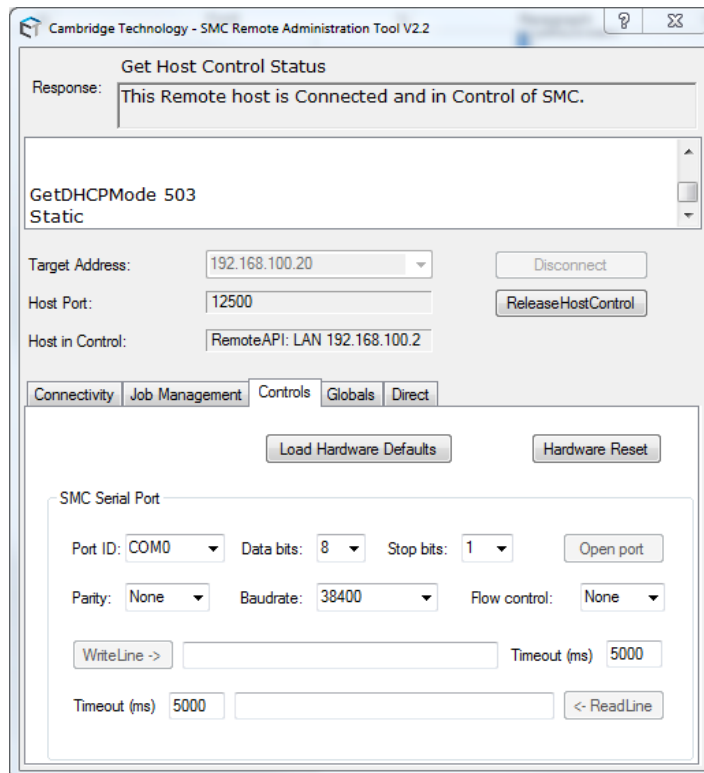 Cambridge Technology - SMC Remote Administration Tool V2.2
Get Host Control Status
Response: This Remote host is Connected and in Control of SMC.
GetDHCPMode 503
Static
Target Address: 192.168.100.20 Disconnect
Host Port: 12500 ReleaseHostControl
Host in Control: RemoteAPI: LAN 192.168.100.2
Connectivity Job Management Controls Globals Direct
Load Hardware Defaults Hardware Reset
SMC Serial Port
Port ID: COM0 Data bits: 8 Stop bits: 1 Open port
Parity: None Baudrate: 38400 Flow control: None
WriteLine -> Timeout (ms) 5000
Timeout (ms) 5000 <- ReadLine